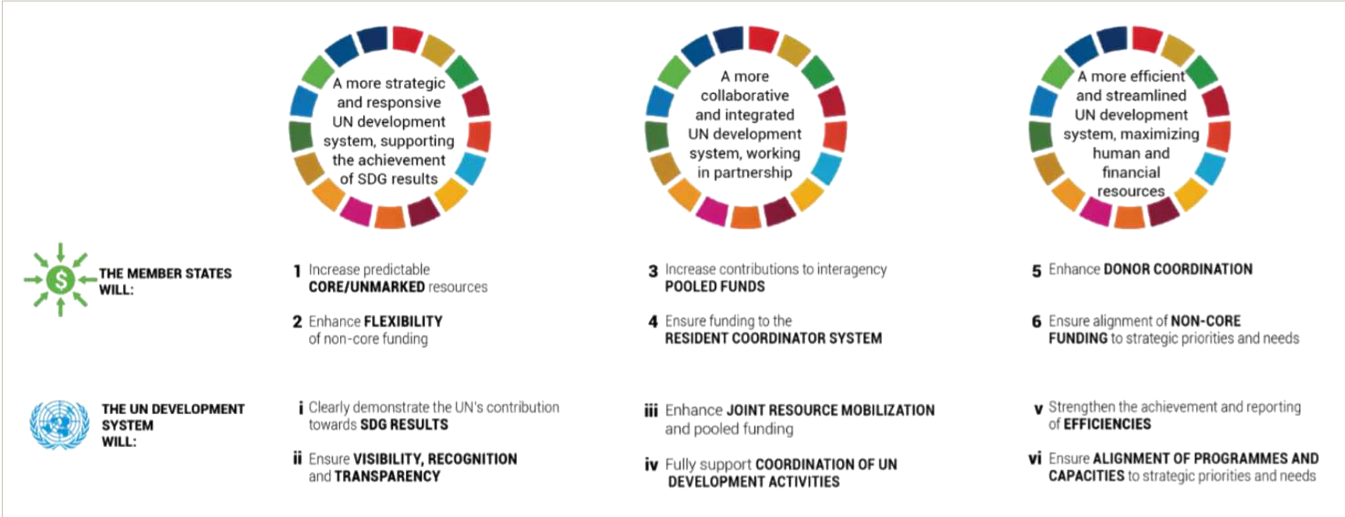 A more strategic
and responsive
UN development
system, supporting
the achievement
of SDG results
A more
collaborative
and integrated
UN development
system, working
in partnership
A more efficient
and streamlined
UN development
system, maximizing
human and
financial
resources
$
THE MEMBER STATES
WILL:
1 Increase predictable
CORE/UNMARKED resources
2 Enhance FLEXIBILITY
of non-core funding
3 Increase contributions to interagency
POOLED FUNDS
4 Ensure funding to the
RESIDENT COORDINATOR SYSTEM
5 Enhance DONOR COORDINATION
6 Ensure alignment of NON-CORE
FUNDING to strategic priorities and needs
THE UN DEVELOPMENT
SYSTEM
WILL:
i Clearly demonstrate the UN's contribution
towards SDG RESULTS
ii Ensure VISIBILITY, RECOGNITION
and TRANSPARENCY
iii Enhance JOINT RESOURCE MOBILIZATION
and pooled funding
iv Fully support COORDINATION OF UN
DEVELOPMENT ACTIVITIES
v Strengthen the achievement and reporting
of EFFICIENCIES
vi Ensure ALIGNMENT OF PROGRAMMES AND
CAPACITIES to strategic priorities and needs